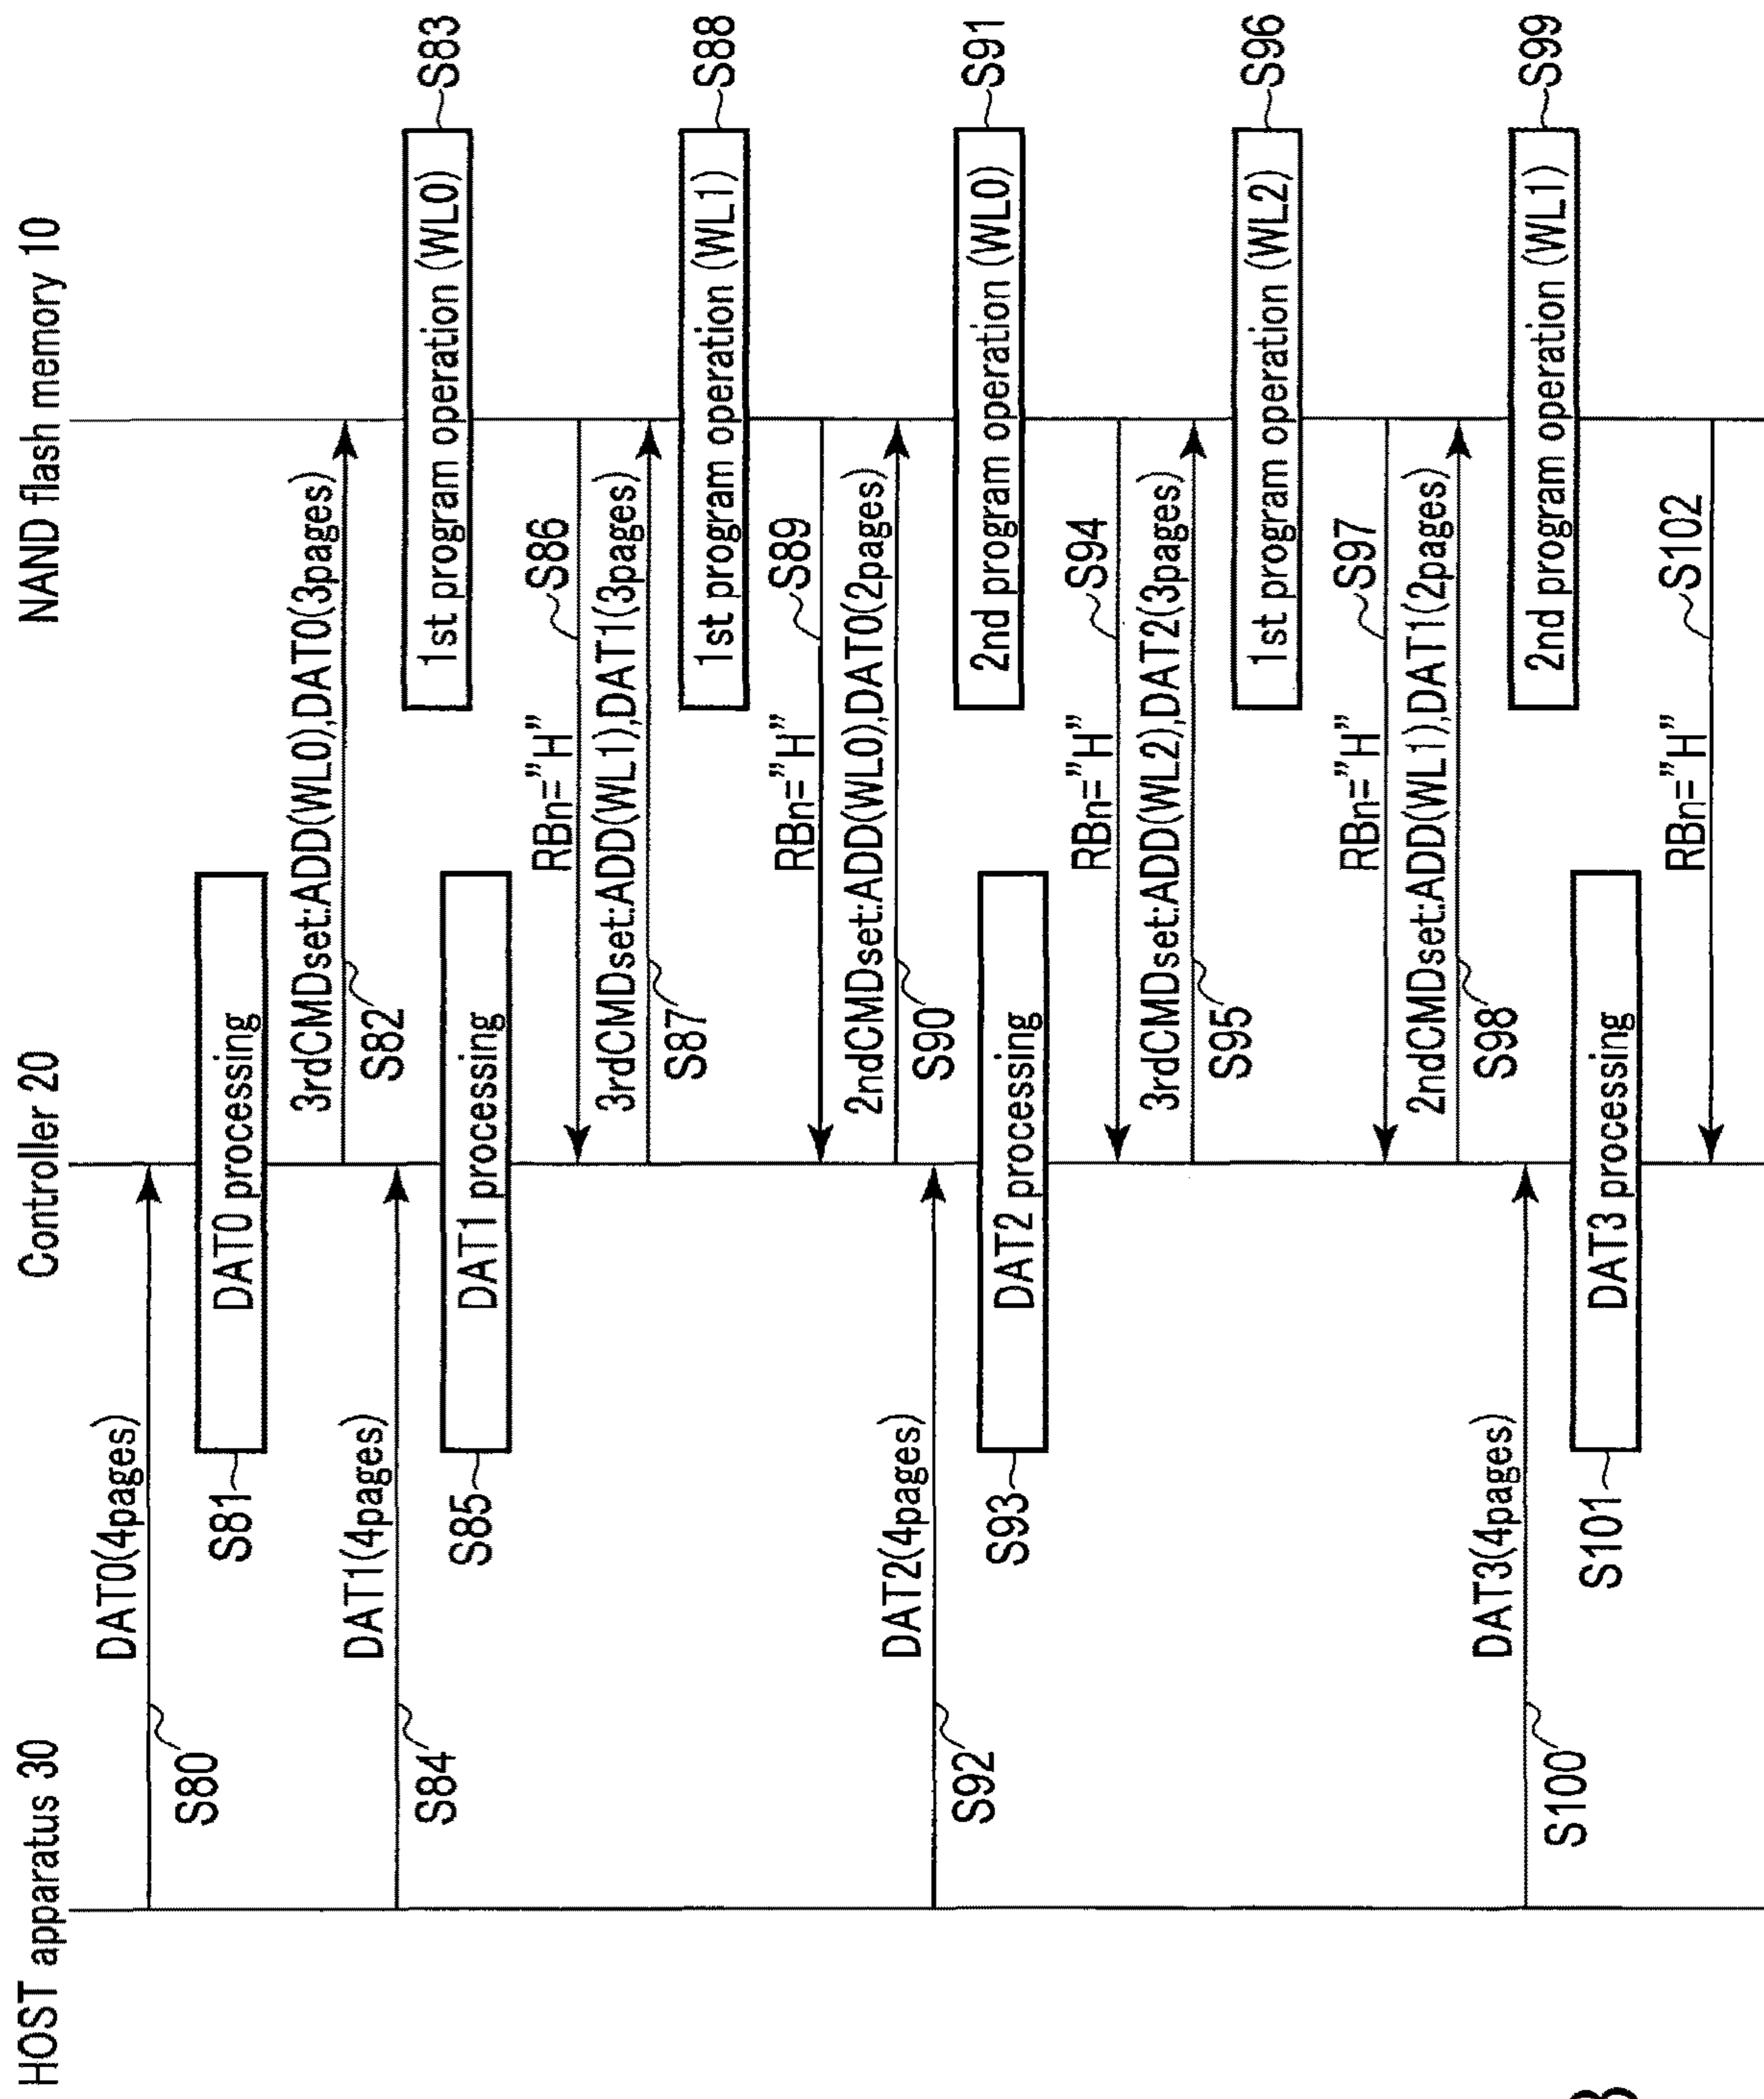 HOST apparatus 30
Controller 20
NAND flash memory 10
DAT0(4pages)
S80
S81
DAT0 processing
3rdCMDset:ADD(WL0),DAT0(3pages)
S82
1st program operation (WL0)
S83
DAT1(4pages)
S84
S85
DAT1 processing
RBn="H"
S86
3rdCMDset:ADD(WL1),DAT1(3pages)
S87
1st program operation (WL1)
S88
RBn="H"
S89
2ndCMDset:ADD(WL0),DAT0(2pages)
S90
2nd program operation (WL0)
S91
DAT2(4pages)
S92
S93
DAT2 processing
RBn="H"
S94
3rdCMDset:ADD(WL2),DAT2(3pages)
S95
1st program operation (WL2)
S96
RBn="H"
S97
2ndCMDset:ADD(WL1),DAT1(2pages)
S98
2nd program operation (WL1)
S99
DAT3(4pages)
S100
S101
DAT3 processing
RBn="H"
S102